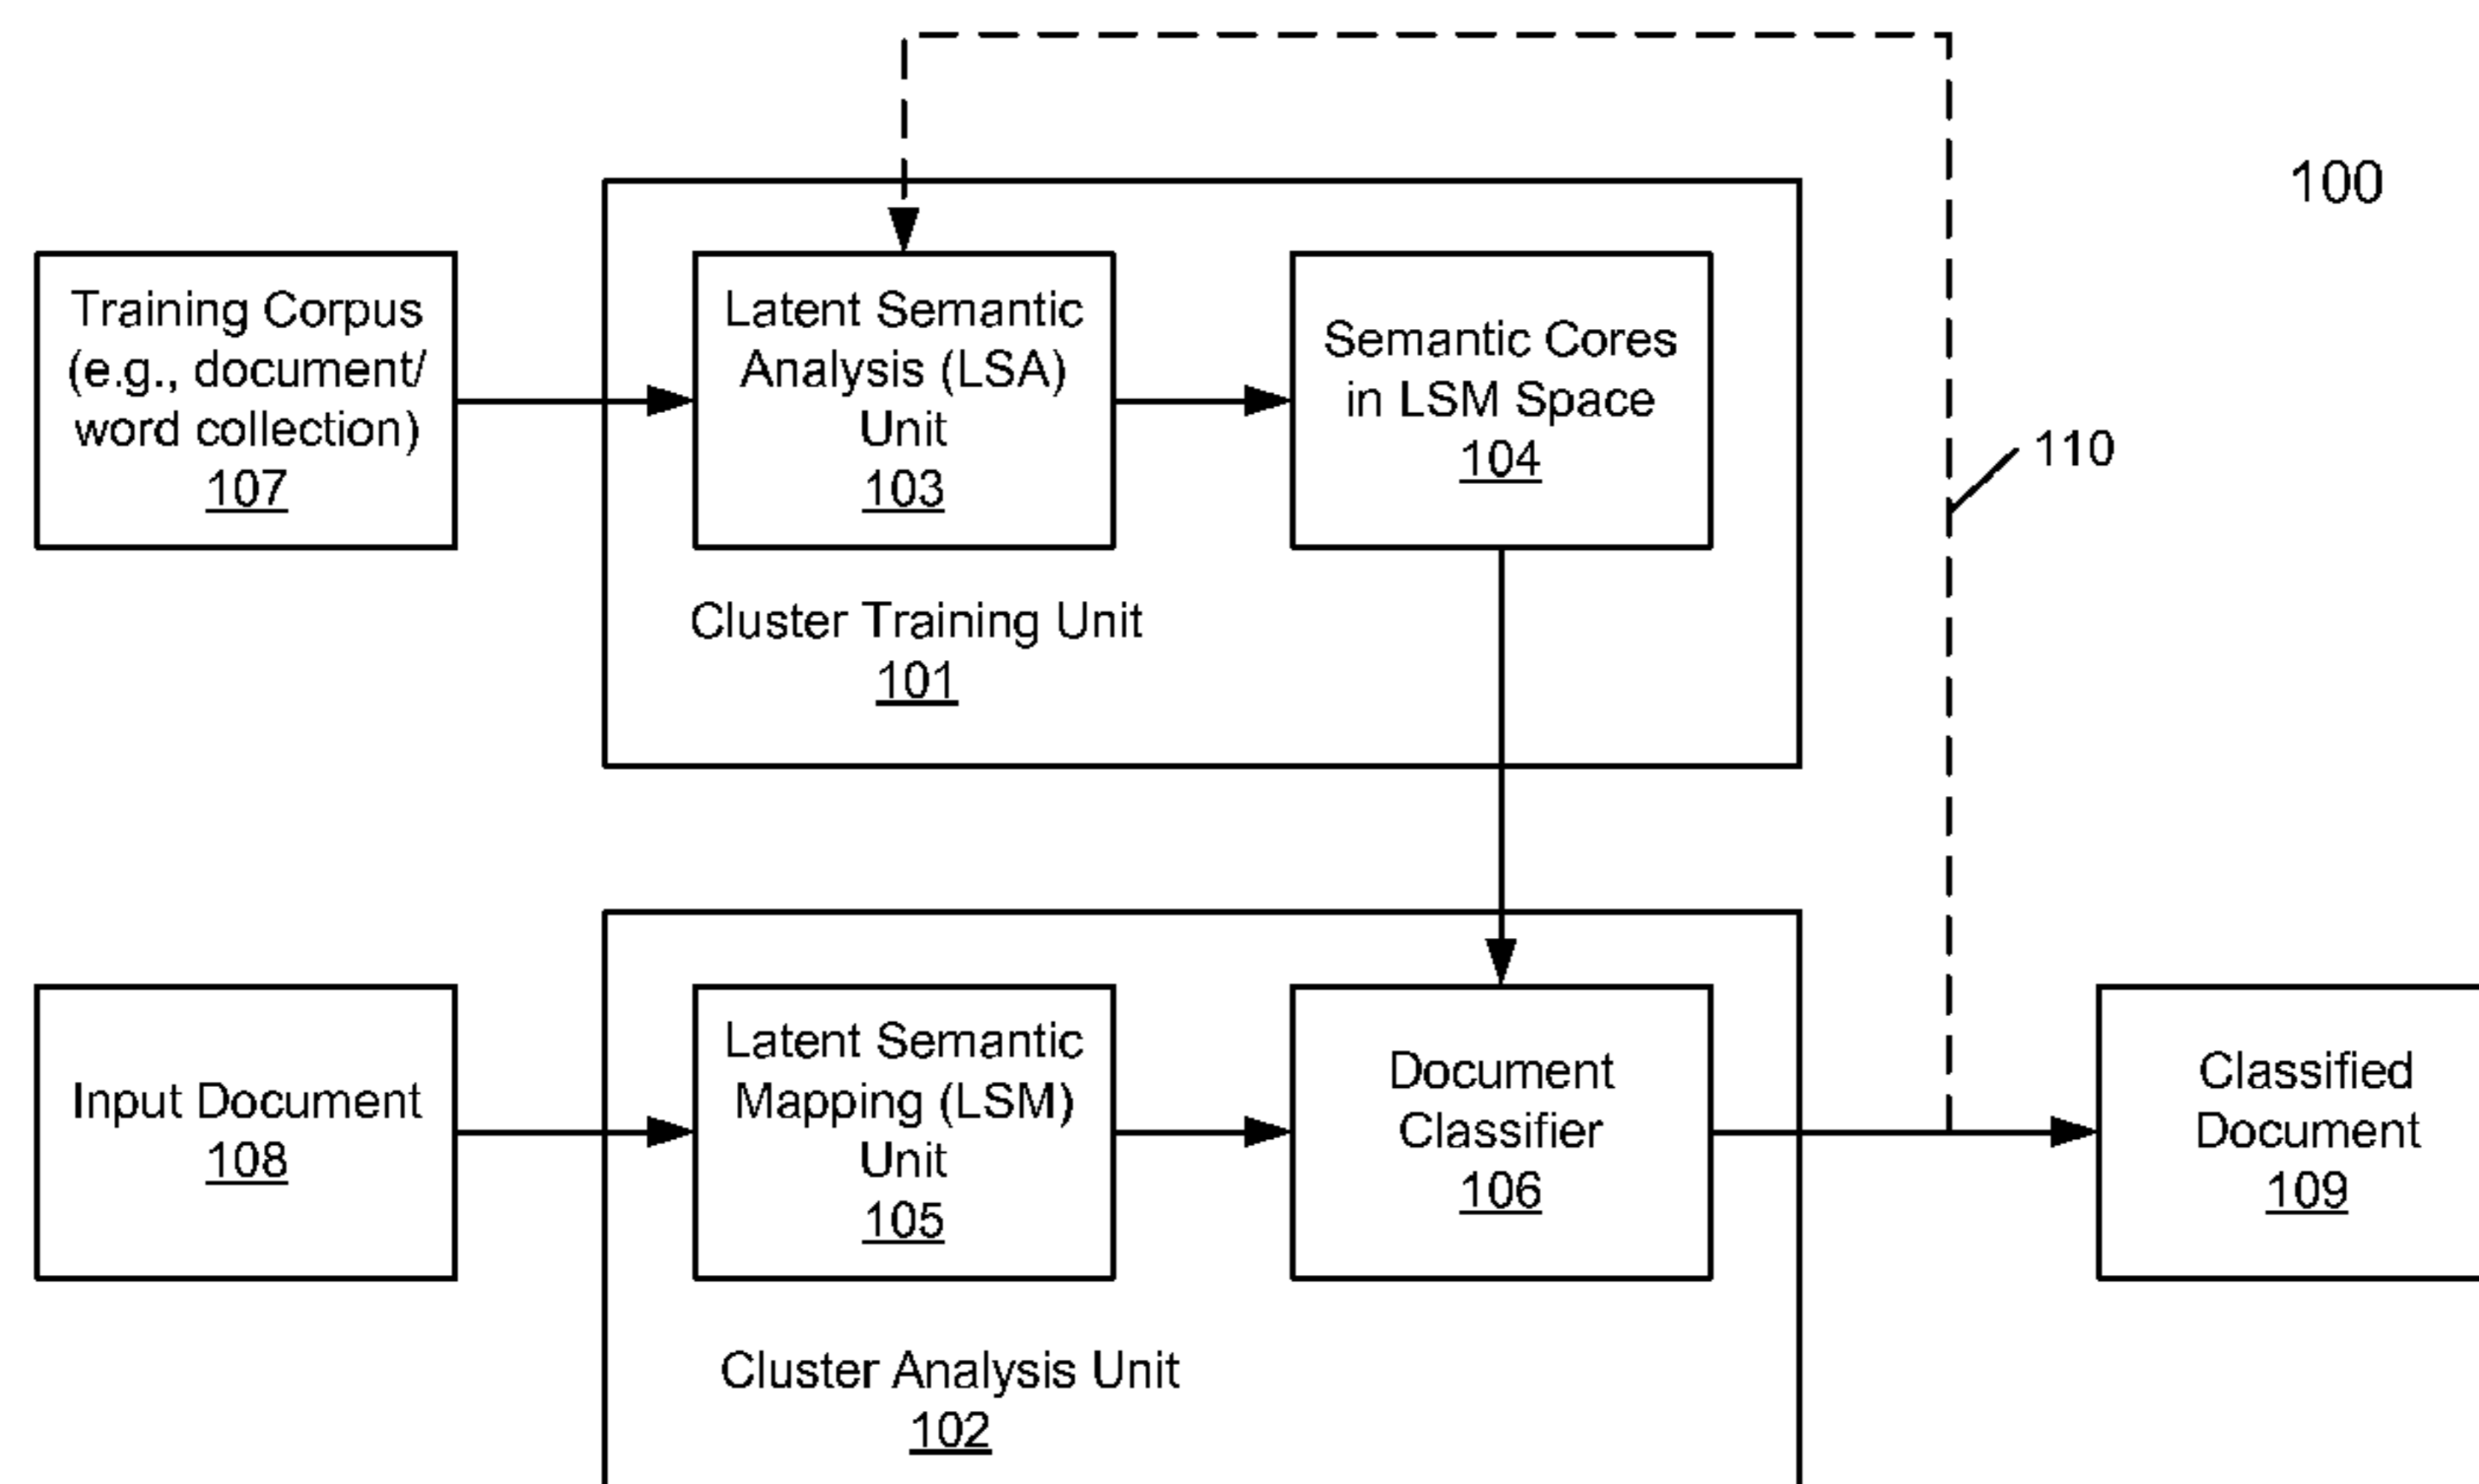 100
Training Corpus
(e.g., document/
word collection)
107
Latent Semantic
Analysis (LSA)
Unit
103
Semantic Cores
in LSM Space
104
110
Cluster Training Unit
101
Input Document
108
Latent Semantic
Mapping (LSM)
Unit
105
Document
Classifier
106
Classified
Document
109
Cluster Analysis Unit
102